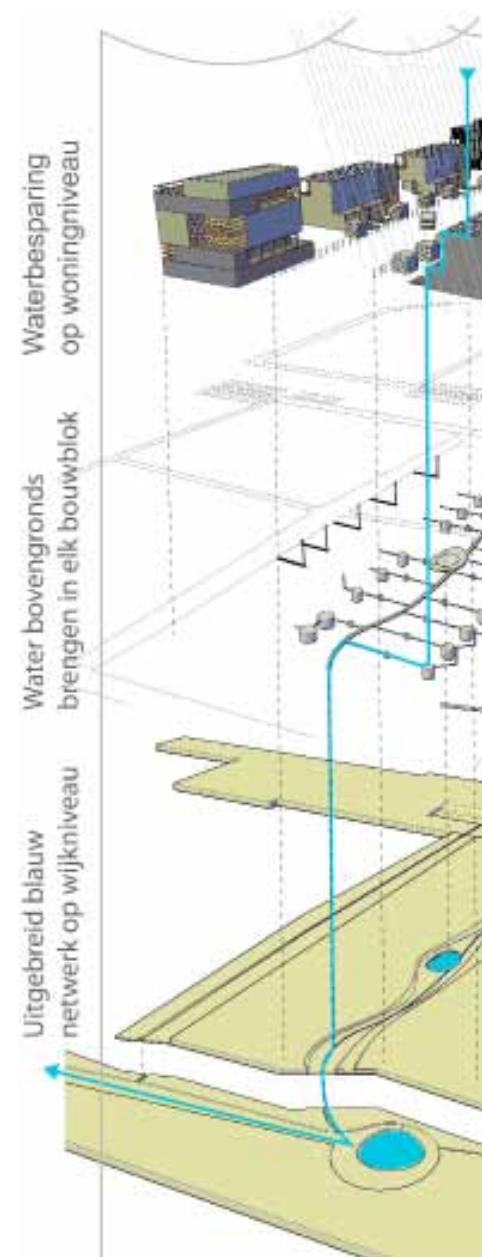 Waterbesparing
op woningniveau
Water bovengronds
brengen in elk bouwblok
Uitgebreid blauw
netwerk op wijkniveau